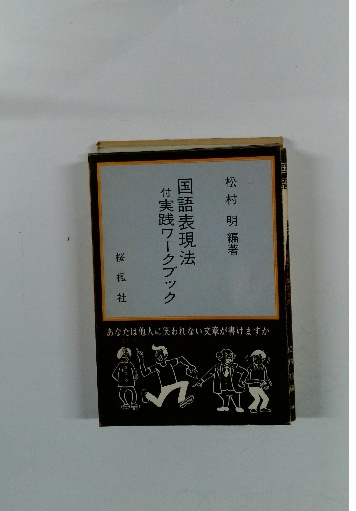 松村 明 編著
国語表現法
付 実践ワークブック
桜楓社
あなたは他人に笑われない文章が書けますか